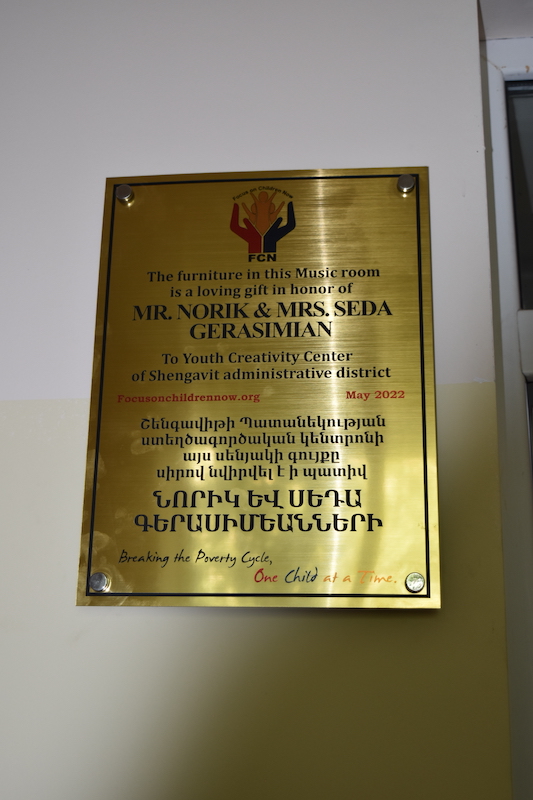 Focus on Children Now
FCN
The furniture in this Music room
is a loving gift in honor of
MR. NORIK & MRS. SEDA
GERASIMIAN
To Youth Creativity Center
of Shengavit administrative district
Focusonchildrennow.org May 2022
Շենգավիթի Պատանեկության
ստեղծագործական կենտրոնի
այս սենյակի գույքը
սիրով նվիրվել է ի պատիվ
ՆՈՐԻԿ ԵՎ ՍԵԴԱ
ԳԵՐԱՍԻՄԵԱՆՆԵՐԻ
Breaking the Poverty Cycle,
One Child at a Time.